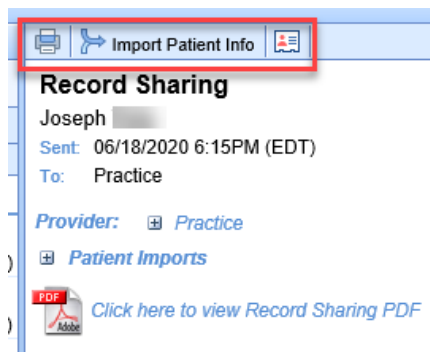 Import Patient Info
Record Sharing
Joseph
Sent: 06/18/2020 6:15PM (EDT)
To: Practice
Provider: Practice
Patient Imports
PDF
Adobe
Click here to view Record Sharing PDF
)
)